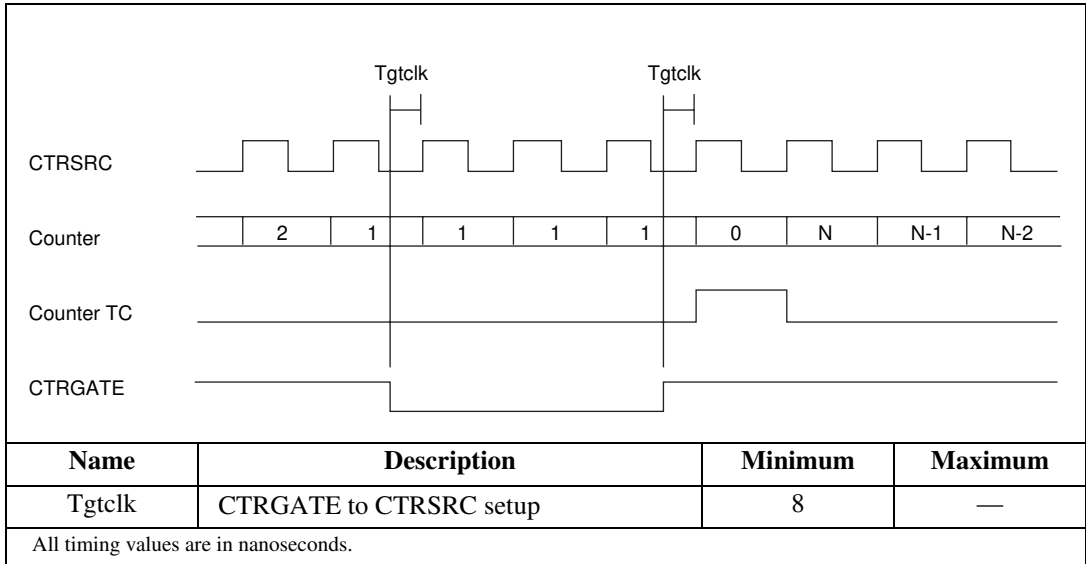 Tgtclk Tgtclk
CTRSRC
Counter 2 1 1 1 1 0 N N-1 N-2
Counter TC
CTRGATE
Name Description Minimum Maximum
Tgtclk CTRGATE to CTRSRC setup 8 —
All timing values are in nanoseconds.